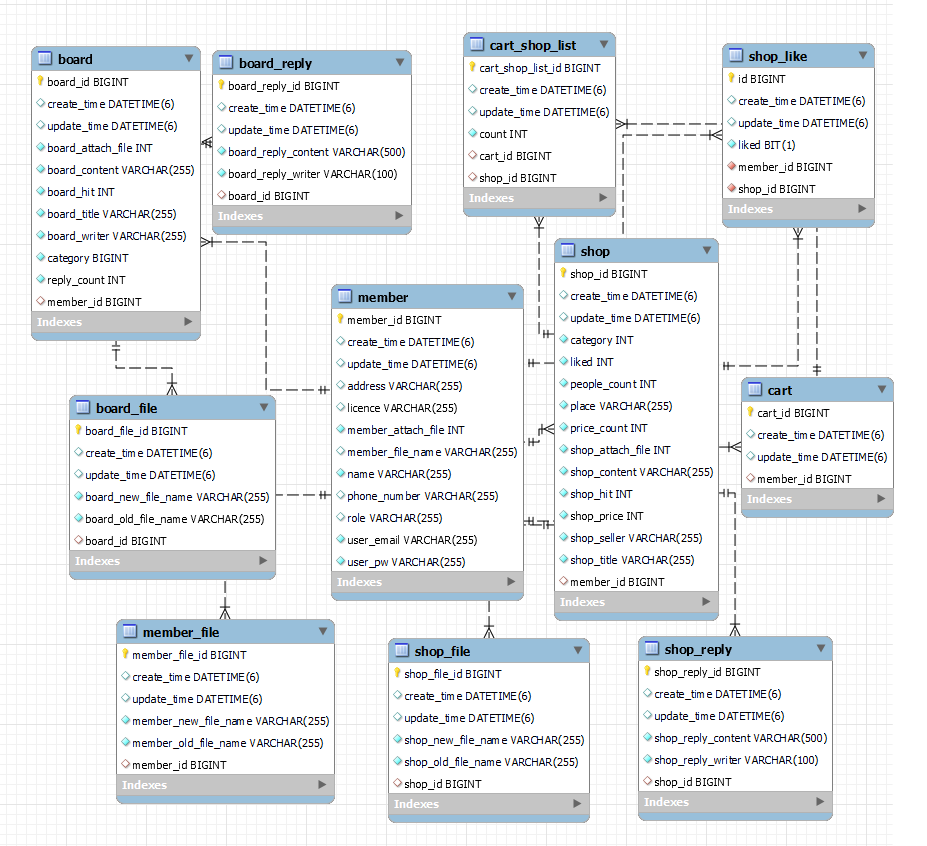 board
board_id BIGINT
create_time DATETIME(6)
update_time DATETIME(6)
board_attach_file INT
board_content VARCHAR(255)
board_hit INT
board_title VARCHAR(255)
board_writer VARCHAR(255)
category BIGINT
reply_count INT
member_id BIGINT
Indexes
board_reply
board_reply_id BIGINT
create_time DATETIME(6)
update_time DATETIME(6)
board_reply_content VARCHAR(500)
board_reply_writer VARCHAR(100)
board_id BIGINT
Indexes
cart_shop_list
cart_shop_list_id BIGINT
create_time DATETIME(6)
update_time DATETIME(6)
count INT
cart_id BIGINT
shop_id BIGINT
Indexes
shop_like
id BIGINT
create_time DATETIME(6)
update_time DATETIME(6)
liked BIT(1)
member_id BIGINT
shop_id BIGINT
Indexes
member
member_id BIGINT
create_time DATETIME(6)
update_time DATETIME(6)
address VARCHAR(255)
licence VARCHAR(255)
member_attach_file INT
member_file_name VARCHAR(255)
name VARCHAR(255)
phone_number VARCHAR(255)
role VARCHAR(255)
user_email VARCHAR(255)
user_pw VARCHAR(255)
Indexes
shop
shop_id BIGINT
create_time DATETIME(6)
update_time DATETIME(6)
category INT
liked INT
people_count INT
place VARCHAR(255)
price_count INT
shop_attach_file INT
shop_content VARCHAR(255)
shop_hit INT
shop_price INT
shop_seller VARCHAR(255)
shop_title VARCHAR(255)
member_id BIGINT
Indexes
cart
cart_id BIGINT
create_time DATETIME(6)
update_time DATETIME(6)
member_id BIGINT
Indexes
board_file
board_file_id BIGINT
create_time DATETIME(6)
update_time DATETIME(6)
board_new_file_name VARCHAR(255)
board_old_file_name VARCHAR(255)
board_id BIGINT
Indexes
member_file
member_file_id BIGINT
create_time DATETIME(6)
update_time DATETIME(6)
member_new_file_name VARCHAR(255)
member_old_file_name VARCHAR(255)
member_id BIGINT
Indexes
shop_file
shop_file_id BIGINT
create_time DATETIME(6)
update_time DATETIME(6)
shop_new_file_name VARCHAR(255)
shop_old_file_name VARCHAR(255)
shop_id BIGINT
Indexes
shop_reply
shop_reply_id BIGINT
create_time DATETIME(6)
update_time DATETIME(6)
shop_reply_content VARCHAR(500)
shop_reply_writer VARCHAR(100)
shop_id BIGINT
Indexes